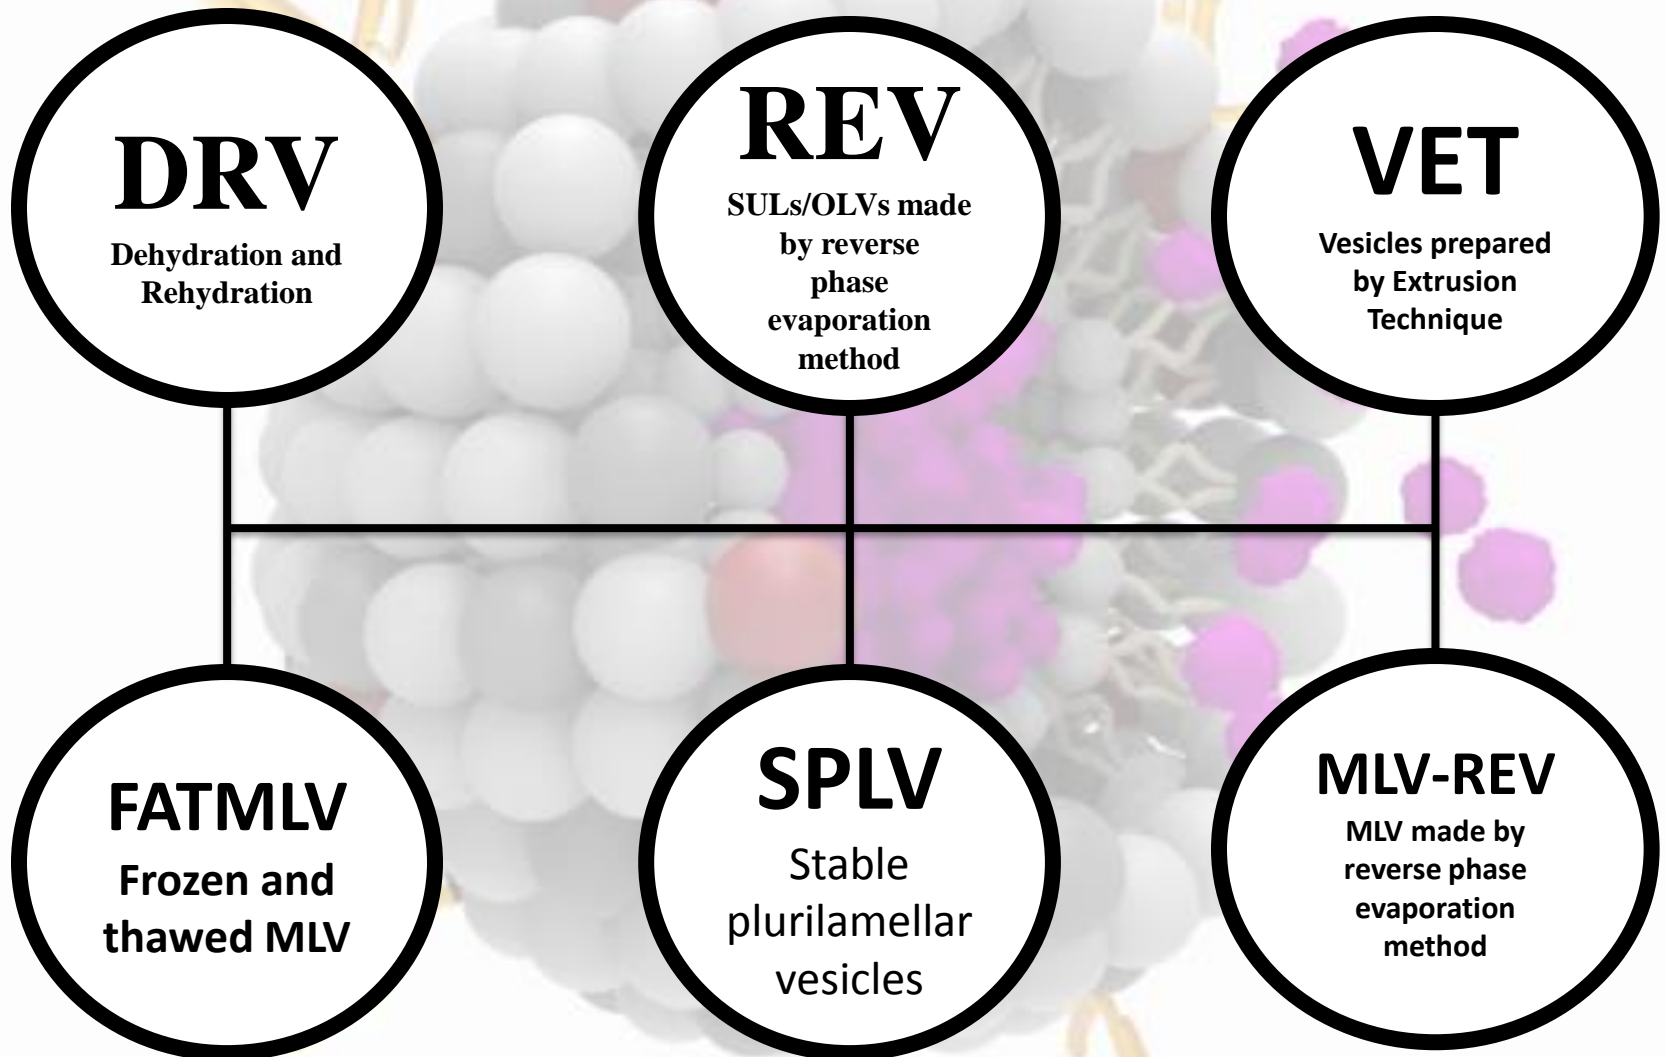 DRV
Dehydration and
Rehydration
REV
SULs/OLVs made
by reverse
phase
evaporation
method
VET
Vesicles prepared
by Extrusion
Technique
FATMLV
Frozen and
thawed MLV
SPLV
Stable
plurilamellar
vesicles
MLV-REV
MLV made by
reverse phase
evaporation
method